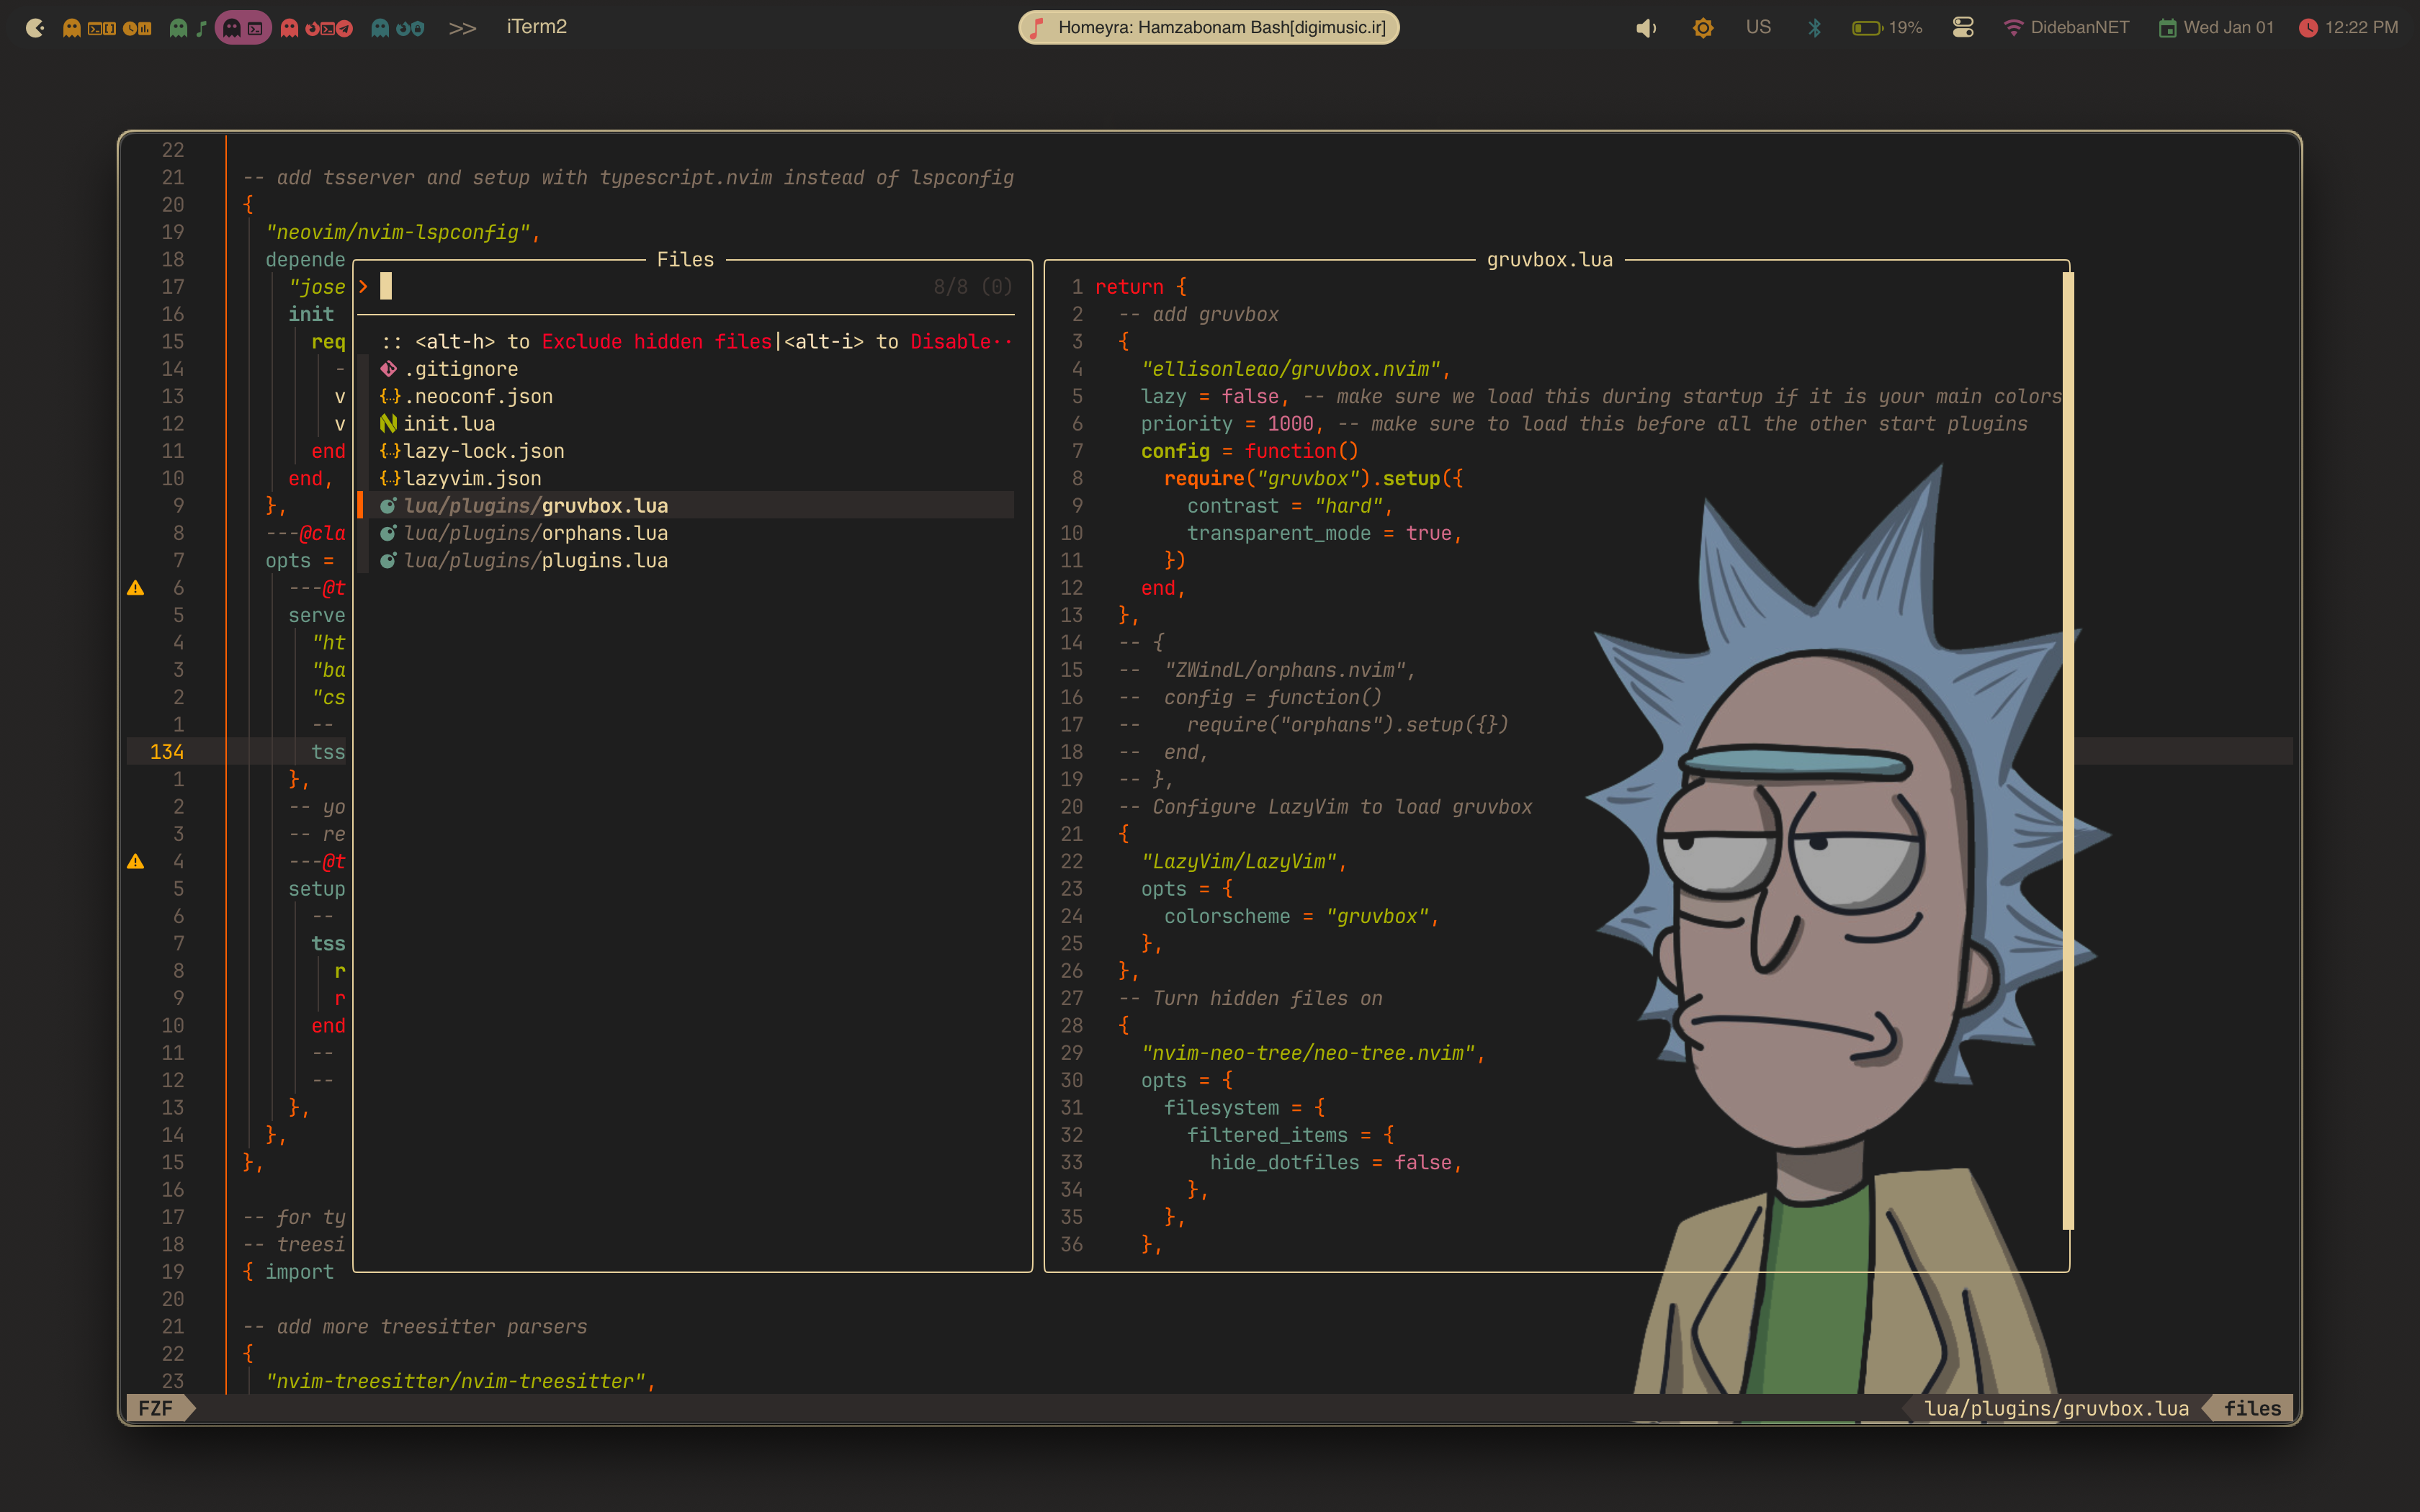 >> iTerm2
Homeyra: Hamzabonam Bash[digimusic.ir]
US 19% DidebanNET Wed Jan 01 12:22 PM
22
21 -- add tsserver and setup with typescript.nvim instead of lspconfig
20 {
19 "neovim/nvim-lspconfig",
18 depende
17 "jose
16 init
15 req
14 -
13 v
12 v
11 end
10 end,
9 },
8 ---@cla
7 opts =
6 ---@t
5 serve
4 "ht
3 "ba
2 "cs
1 --
134 tss
1 },
2 -- yo
3 -- re
4 ---@t
5 setup
6 --
7 tss
8 r
9 r
10 end
11 --
12 --
13 },
14 },
15 },
16
17 -- for ty
18 -- treesi
19 { import
20
21 -- add more treesitter parsers
22 {
23 "nvim-treesitter/nvim-treesitter",
Files
> 8/8 (0)
:: <alt-h> to Exclude hidden files|<alt-i> to Disable··
.gitignore
{..}.neoconf.json
init.lua
{..}lazy-lock.json
{..}lazyvim.json
lua/plugins/gruvbox.lua
lua/plugins/orphans.lua
lua/plugins/plugins.lua
gruvbox.lua
1 return {
2 -- add gruvbox
3 {
4 "ellisonleao/gruvbox.nvim",
5 lazy = false, -- make sure we load this during startup if it is your main colors
6 priority = 1000, -- make sure to load this before all the other start plugins
7 config = function()
8 require("gruvbox").setup({
9 contrast = "hard",
10 transparent_mode = true,
11 })
12 end,
13 },
14 -- {
15 -- "ZWindL/orphans.nvim",
16 -- config = function()
17 -- require("orphans").setup({})
18 -- end,
19 -- },
20 -- Configure LazyVim to load gruvbox
21 {
22 "LazyVim/LazyVim",
23 opts = {
24 colorscheme = "gruvbox",
25 },
26 },
27 -- Turn hidden files on
28 {
29 "nvim-neo-tree/neo-tree.nvim",
30 opts = {
31 filesystem = {
32 filtered_items = {
33 hide_dotfiles = false,
34 },
35 },
36 },
FZF lua/plugins/gruvbox.lua files